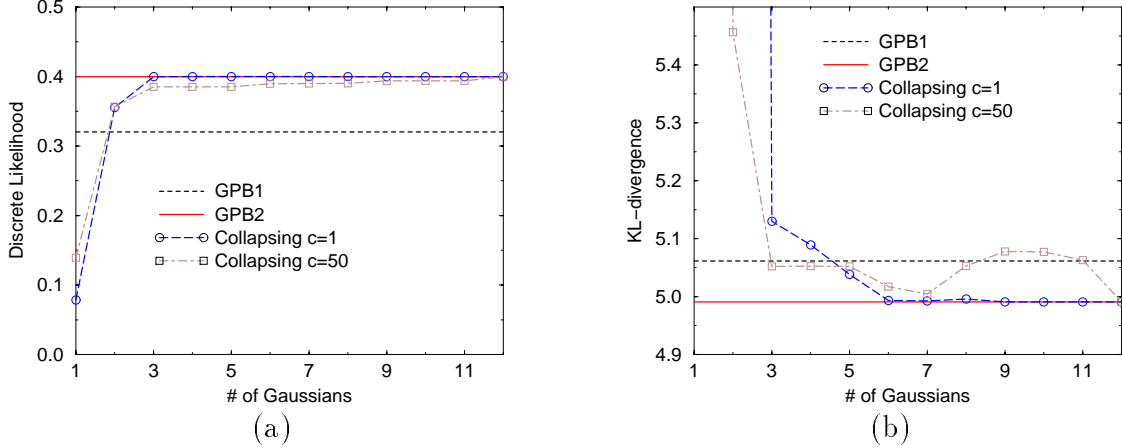 0.5
0.4
0.3
0.2
0.1
0.0
Discrete Likelihood
GPB1
GPB2
Collapsing c=1
Collapsing c=50
1 3 5 7 9 11
# of Gaussians
(a)
5.4
5.3
5.2
5.1
5.0
4.9
KL−divergence
GPB1
GPB2
Collapsing c=1
Collapsing c=50
1 3 5 7 9 11
# of Gaussians
(b)